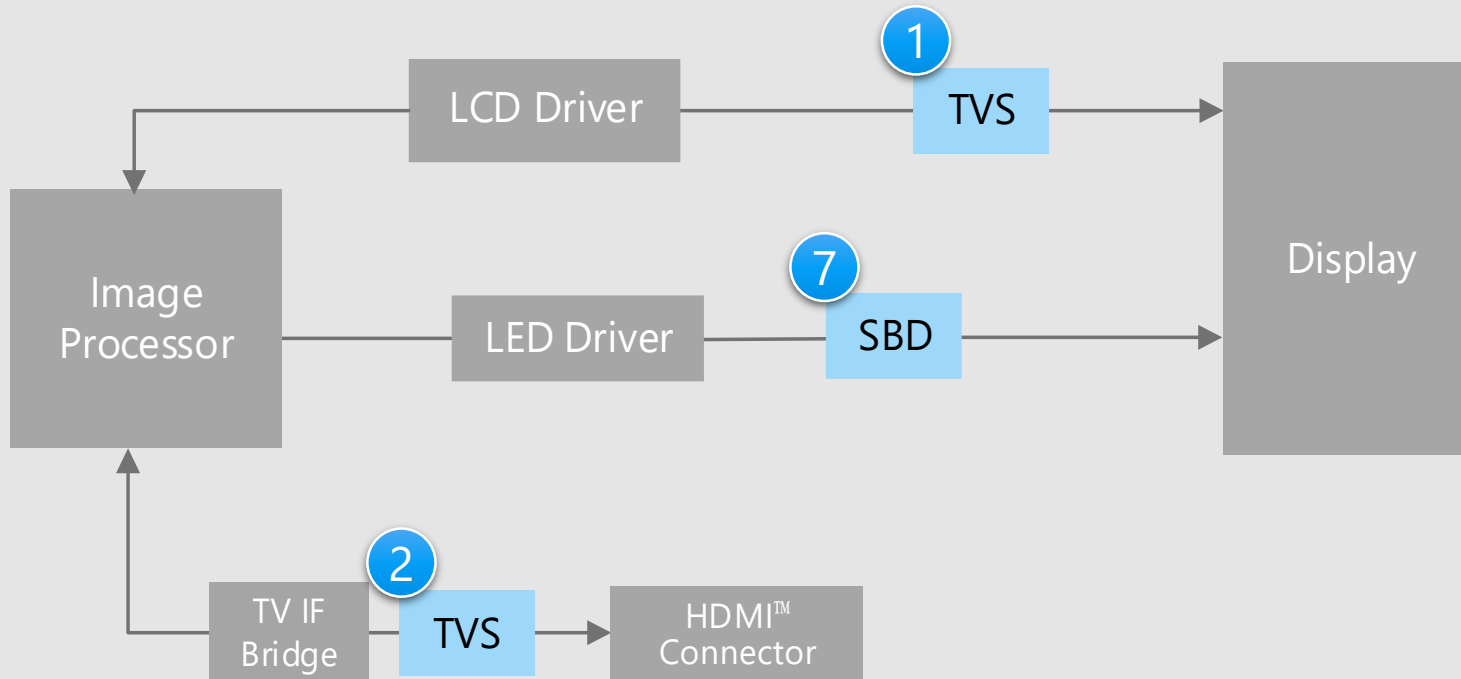 1
LCD Driver
TVS
Image
Processor
7
LED Driver
SBD
Display
2
TV IF
Bridge
TVS
HDMI™
Connector